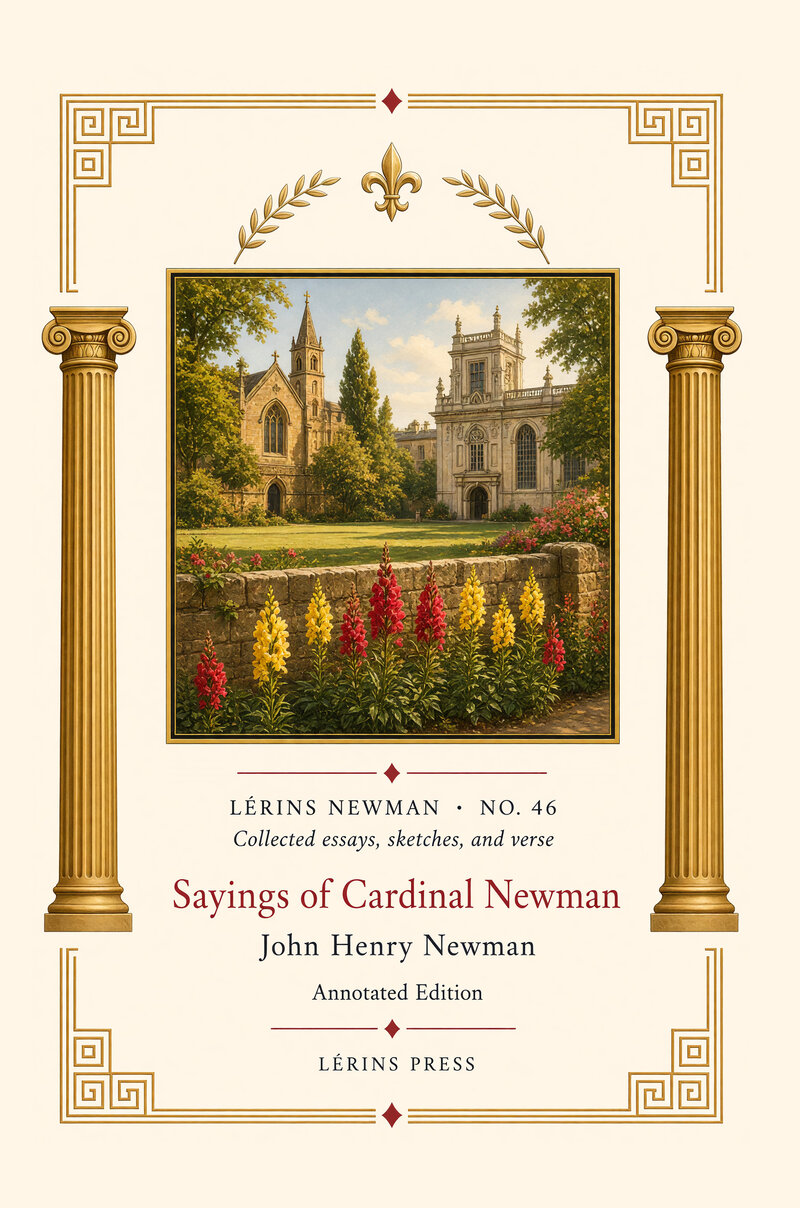 LÉRINS NEWMAN · NO. 46
Collected essays, sketches, and verse
Sayings of Cardinal Newman
John Henry Newman
Annotated Edition
LÉRINS PRESS